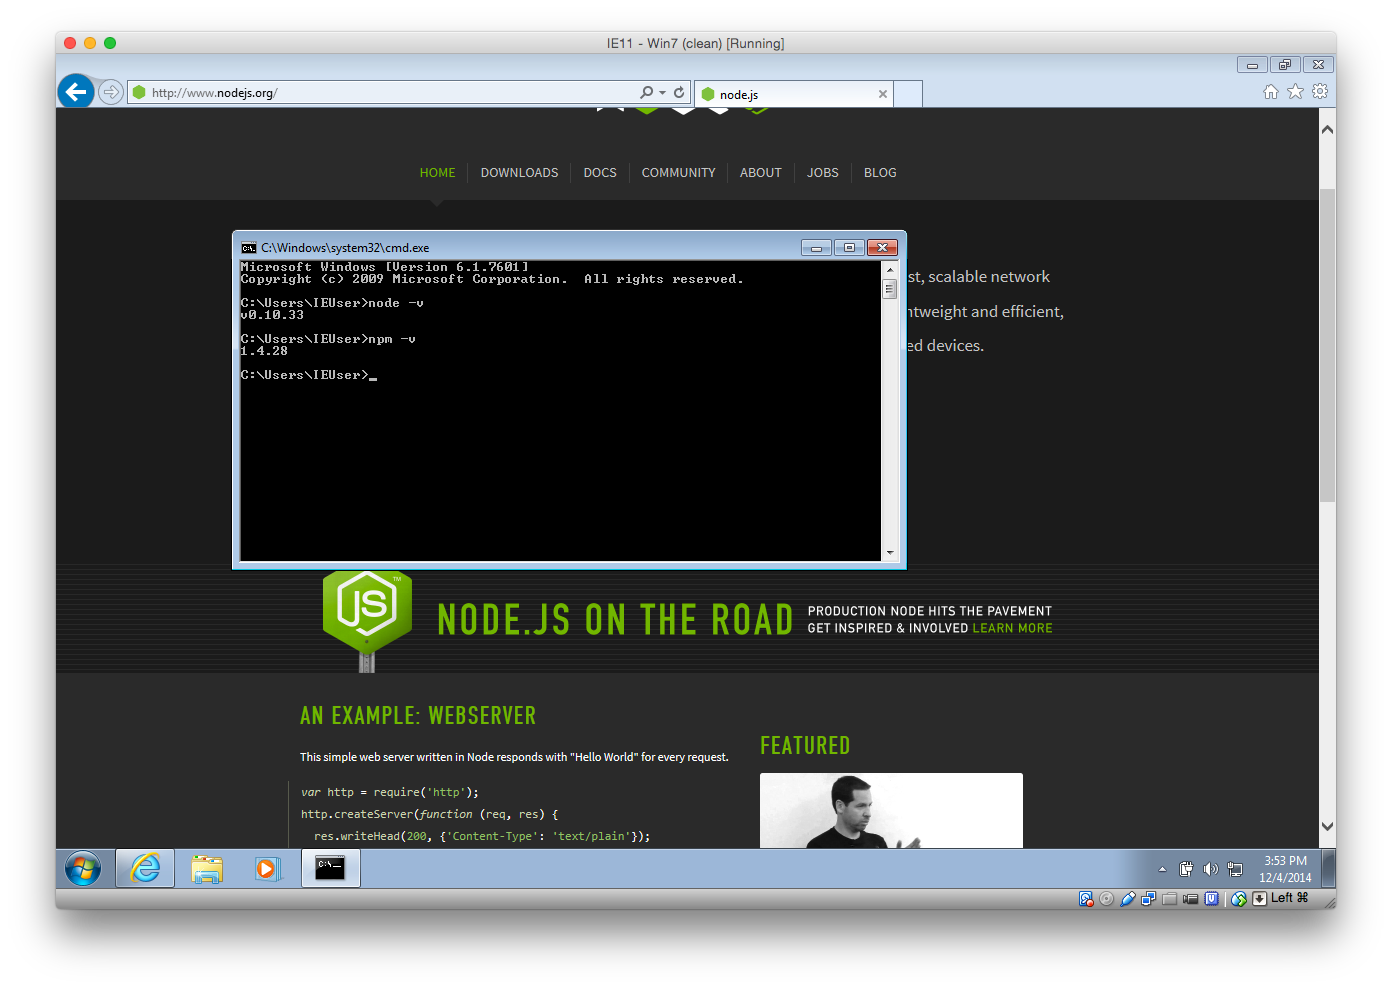 IE11 - Win7 (clean) [Running]
http://www.nodejs.org/
node.js
HOME
DOWNLOADS
DOCS
COMMUNITY
ABOUT
JOBS
BLOG
C:\Windows\system32\cmd.exe
Microsoft Windows [Version 6.1.7601]
Copyright (c) 2009 Microsoft Corporation.  All rights reserved.
C:\Users\IEUser>node -v
v0.10.33
C:\Users\IEUser>npm -v
1.4.28
C:\Users\IEUser>_
st, scalable network
ntweight and efficient,
ed devices.
JS
TM
NODE.JS ON THE ROAD
PRODUCTION NODE HITS THE PAVEMENT
GET INSPIRED & INVOLVED LEARN MORE
AN EXAMPLE: WEBSERVER
This simple web server written in Node responds with "Hello World" for every request.
var http = require('http');
http.createServer(function (req, res) {
res.writeHead(200, {'Content-Type': 'text/plain'});
FEATURED
3:53 PM
12/4/2014
Left ⌘